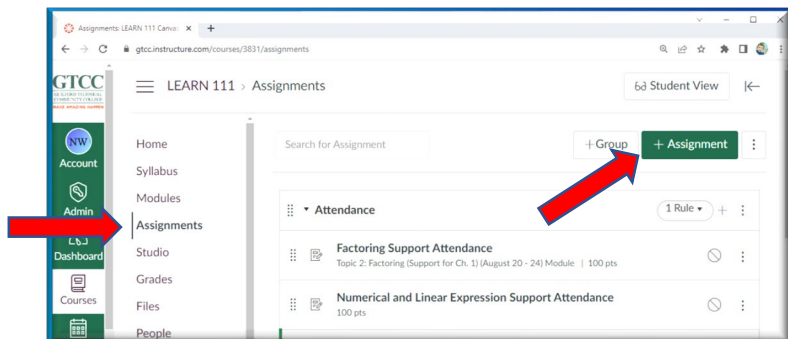 Assignments: LEARN 111 Canvas
gtcc.instructure.com/courses/3831/assignments
GTCC
LEARN 111 > Assignments
Student View
NW
Account
Admin
Dashboard
Courses
Home
Syllabus
Modules
Assignments
Studio
Grades
Files
People
Search for Assignment
+Group
+ Assignment
Attendance
1 Rule
Factoring Support Attendance
Topic 2: Factoring (Support for Ch. 1) (August 20 - 24) Module | 100 pts
Numerical and Linear Expression Support Attendance
100 pts